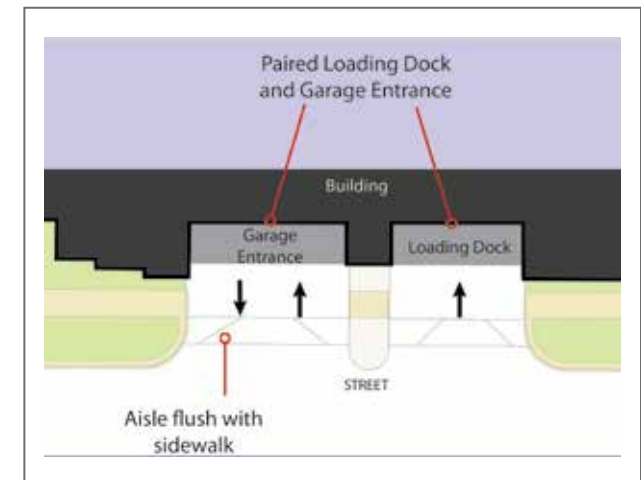 Paired Loading Dock
and Garage Entrance
Building
Garage
Entrance
Loading Dock
STREET
Aisle flush with
sidewalk